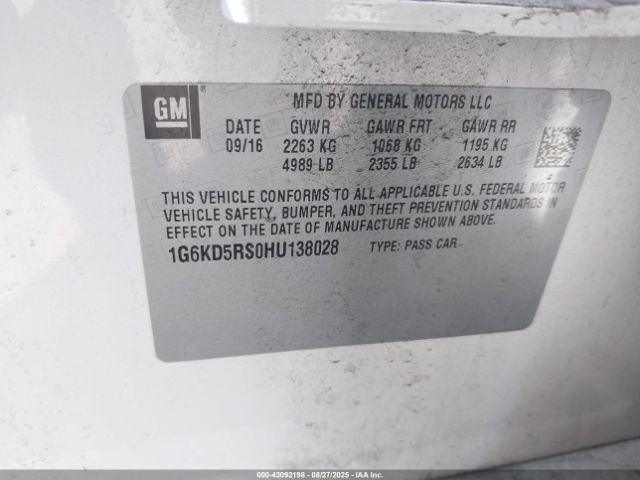 GM
MFD BY GENERAL MOTORS LLC
DATE GVWR GAWR FRT GAWR RR
09/16 2263 KG 1068 KG 1195 KG
4989 LB 2355 LB 2634 LB
THIS VEHICLE CONFORMS TO ALL APPLICABLE U.S. FEDERAL MOTOR
VEHICLE SAFETY, BUMPER, AND THEFT PREVENTION STANDARDS IN
EFFECT ON THE DATE OF MANUFACTURE SHOWN ABOVE.
1G6KD5RS0HU138028 TYPE: PASS CAR
000-43092198 - 08/27/2025 - IAAI.COM